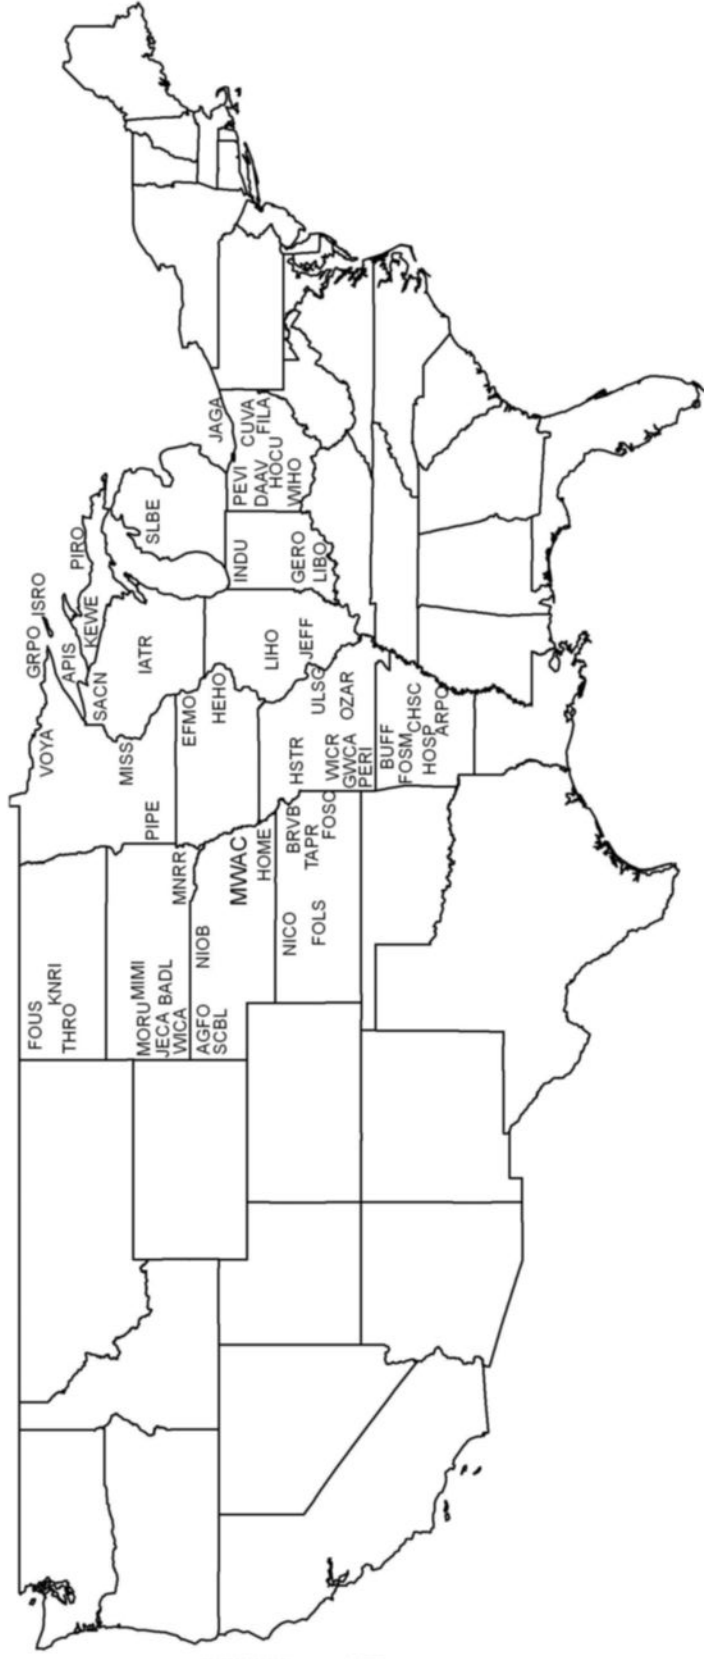 FOUS
KNRI
THRO
VOYA
GRPO
ISRO
APIS
KEWE
PIRO
SACN
IATR
SLBE
MISS
PIPE
MORU
MIMI
JECA
BADL
WICA
MNRR
AGFO
SCBL
NIOB
MWAC
HOME
EFMO
HEHO
LIHO
JEFF
INDU
GERO
LIBO
JAGA
PEVI
CUVA
DAAV
FILA
HOCU
WIHO
NICO
FOLS
BRVB
TAPR
FOSC
HSTR
ULSG
WICR
OZAR
GWCA
PERI
BUFF
FOSM
CHSC
HOSP
ARPO